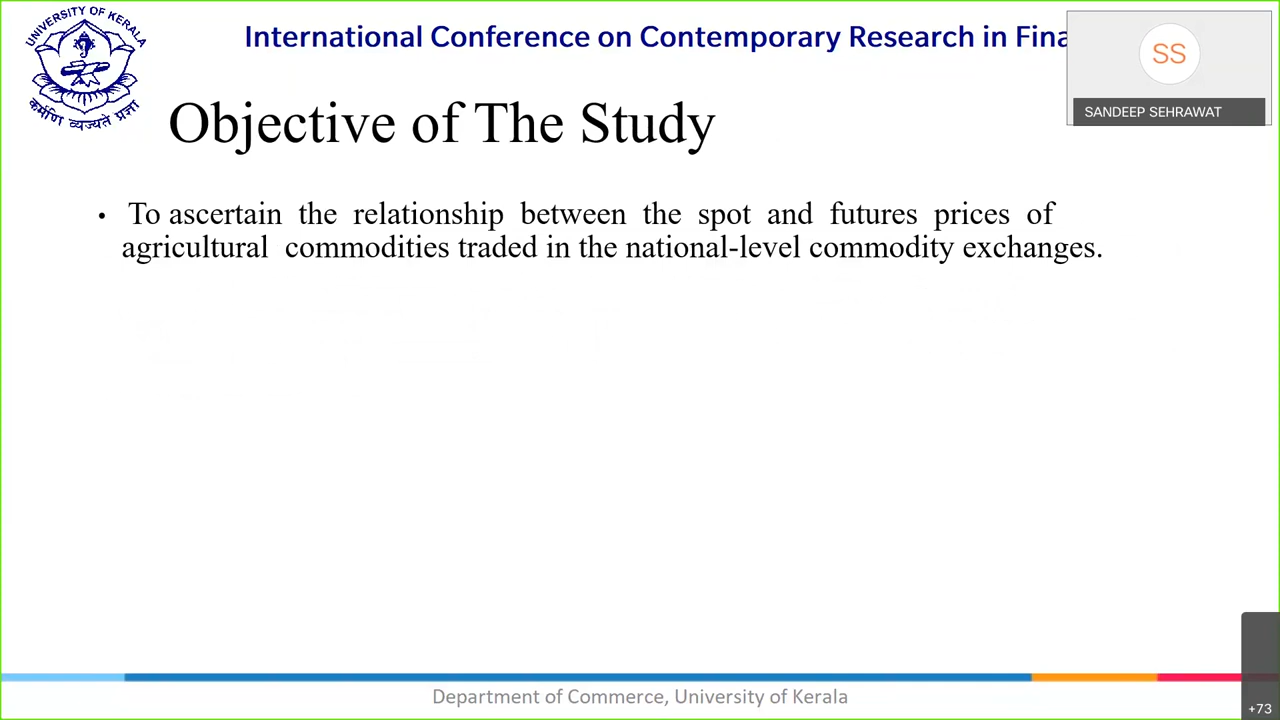 UNIVERSITY OF KERALA
कर्मणि व्यज्यते प्रज्ञा
International Conference on Contemporary Research in Fina
SS
SANDEEP SEHRAWAT
Objective of The Study
• To ascertain the relationship between the spot and futures prices of
agricultural commodities traded in the national-level commodity exchanges.
Department of Commerce, University of Kerala
+73